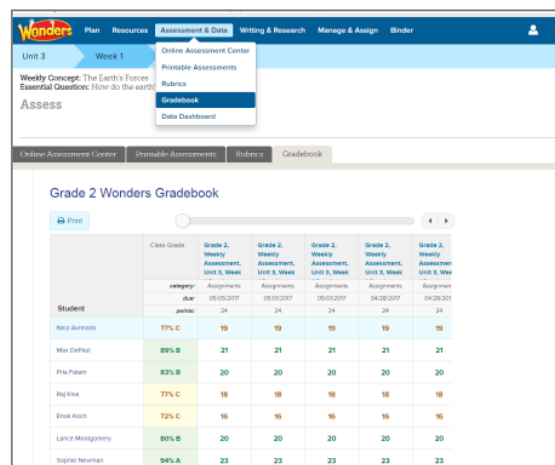 Wonders Plan Resources Assessment & Data Writing & Research Manage & Assign Binder
Unit 3 Week 1
Online Assessment Center
Printable Assessments
Rubrics
Gradebook
Data Dashboard
Weekly Concept: The Earth's Forces
Essential Question: How do the earth
Assess
Online Assessment Center Printable Assessments Rubrics Gradebook
Grade 2 Wonders Gradebook
Print
Class Grade Grade 2, Grade 2, Grade 2, Grade 2, Grade 2,
Weekly Weekly Weekly Weekly Weekly
Assessment, Assessment, Assessment, Assessment, Assessment,
Unit 3, Week Unit 3, Week Unit 3, Week Unit 3, Week Unit 3, Week
category: Assignments Assignments Assignments Assignments Assignmen
due: 05/05/2017 05/01/2017 05/01/2017 04/28/2017 04/28/201
Student points: 24 24 24 24 24
Nico Avrecido 77% C 19 19 19 19 19
Max DePaul 89% B 21 21 21 21 21
Pria Patam 83% B 20 20 20 20 20
Raj Kiva 77% C 18 18 18 18 18
Enok Koch 72% C 16 16 16 16 16
Lance Montgomery 80% B 20 20 20 20 20
Sophie Newman 94% A 23 23 23 23 23